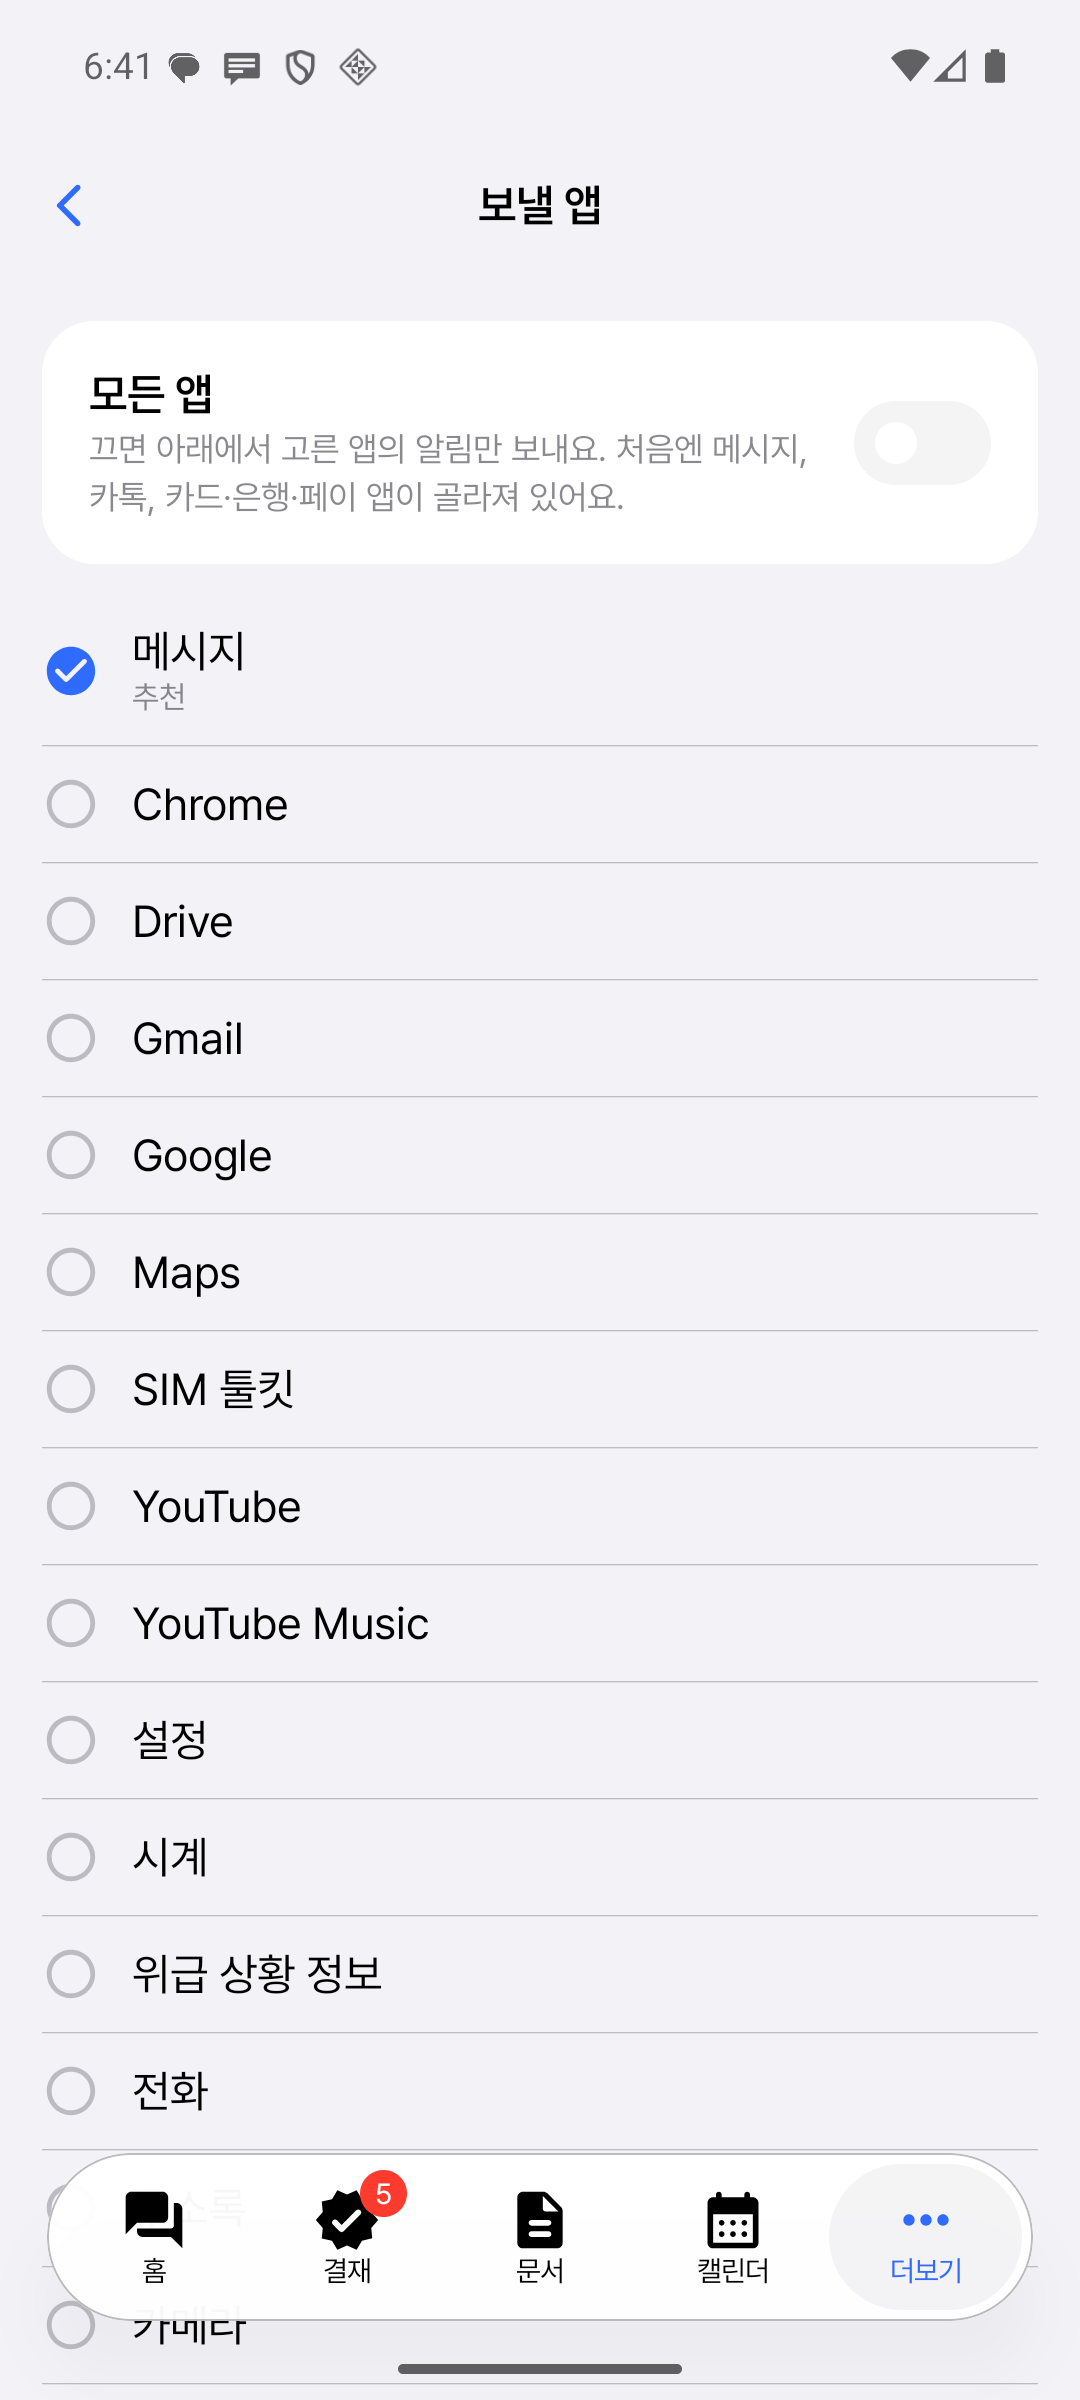 6:41
보낼 앱
모든 앱
끄면 아래에서 고른 앱의 알림만 보내요. 처음엔 메시지,
카톡, 카드·은행·페이 앱이 골라져 있어요.
메시지
추천
Chrome
Drive
Gmail
Google
Maps
SIM 툴킷
YouTube
YouTube Music
설정
시계
위급 상황 정보
전화
5
홈
결재
문서
캘린더
더보기
카메라